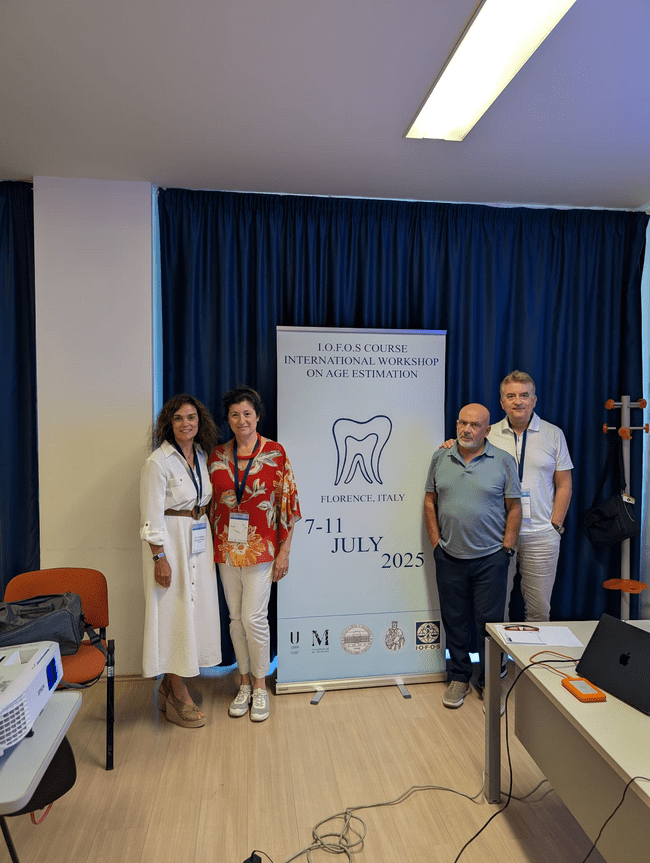 I.O.F.O.S COURSE
INTERNATIONAL WORKSHOP
ON AGE ESTIMATION
FLORENCE, ITALY
7-11
JULY
2025
U
M
IOFOS